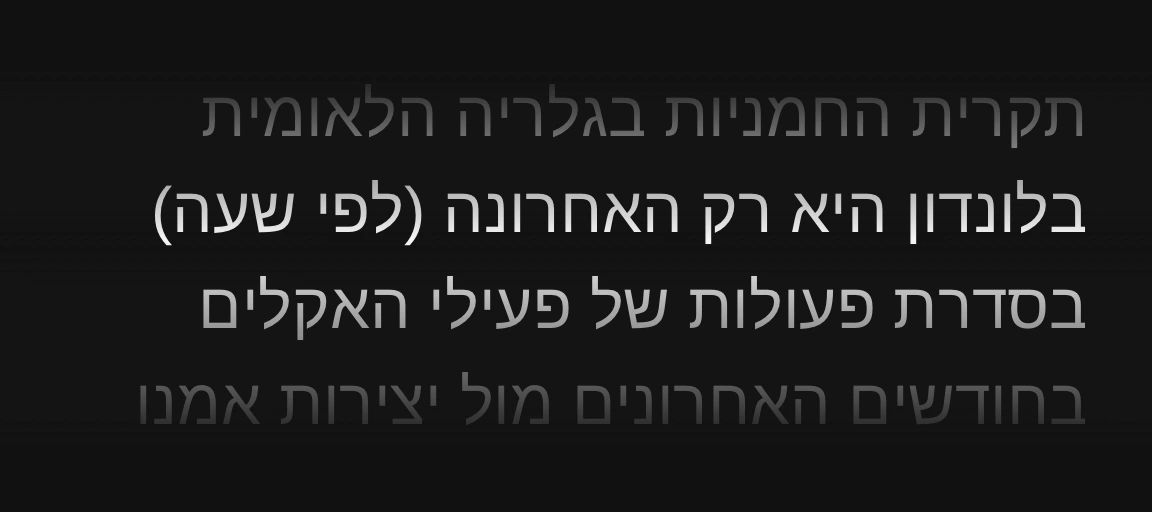 תקרית החמניות בגלריה הלאומית
בלונדון היא רק האחרונה (לפי שעה)
בסדרת פעולות של פעילי האקלים
בחודשים האחרונים מול יצירות אמנו